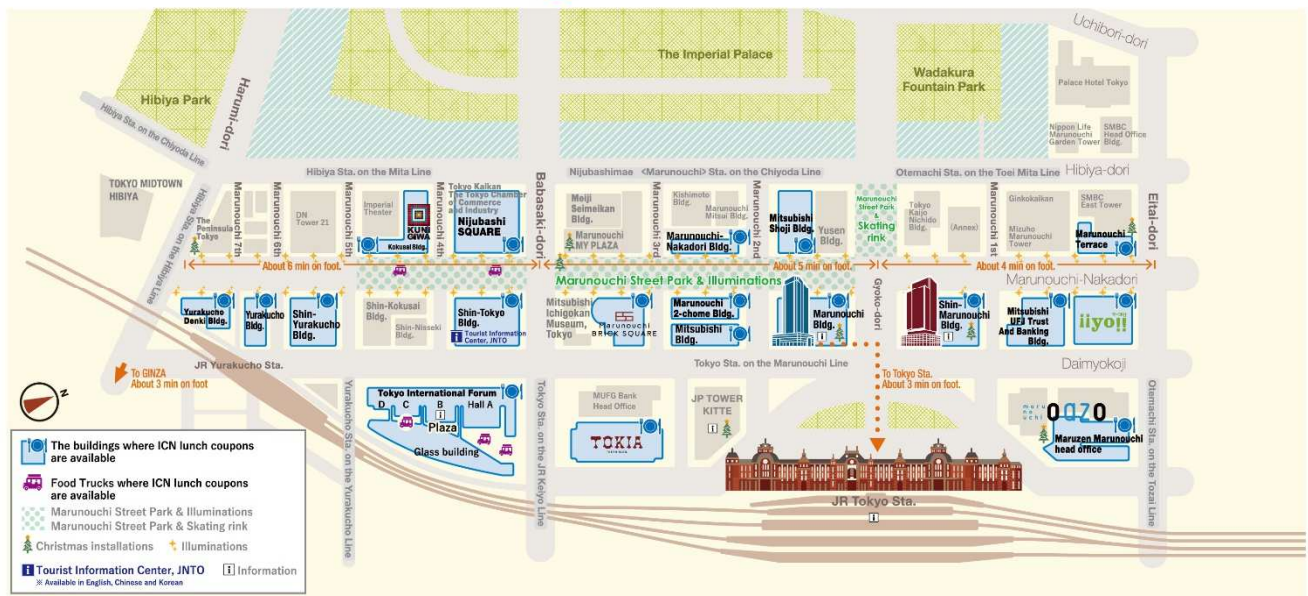 Uchibori-dori
The Imperial Palace
Hibiya Park
Harumi-dori
Wadakura
Fountain Park
Palace Hotel Tokyo
Hibiya Sta. on the Chiyoda Line
Nippon Life
Marunouchi
Garden Tower
SMBC
Head Office
Bldg.
Hibiya Sta. on the Mita Line
Nijubashimae <Marunouchi> Sta. on the Chiyoda Line
Otemachi Sta. on the Toei Mita Line
Hibiya-dori
TOKYO MIDTOWN
HIBIYA
Hibiya Sta. on the Hibiya Line
The
Peninsula
Tokyo
Marunouchi 7th
Marunouchi 6th
DN
Tower 21
Marunouchi 5th
Imperial
Theater
KUNI
GIWA
Kokusai Bldg.
Marunouchi 4th
Tokyo Kaikan
The Tokyo Chamber
of Commerce
and Industry
Nijubashi
SQUARE
Babasaki-dori
Meiji
Seimeikan
Bldg.
Marunouchi
MY PLAZA
Marunouchi 3rd
Kishimoto
Bldg.
Marunouchi
Mitsui Bldg.
Marunouchi-
Nakadori Bldg.
Marunouchi 2nd
Mitsubishi
Shoji Bldg.
Yusen Bldg.
Marunouchi
Street Park
&
Skating
rink
Tokyo
Kaijo
Nichido Bldg.
(Annex)
Marunouchi 1st
Ginkokaikan
Mizuho
Marunouchi
Tower
SMBC
East Tower
Marunouchi
Terrace
Eitai-dori
About 6 min on foot.
About 5 min on foot.
About 4 min on foot.
Marunouchi Street Park & Illuminations
Marunouchi-Nakadori
Yurakucho
Denki Bldg.
Yurakucho
Bldg.
Shin-
Yurakucho
Bldg.
Shin-Kokusai
Bldg.
Shin-Nisseki
Bldg.
Shin-Tokyo
Bldg.
Tourist Information
Center, JNTO
Mitsubishi
Ichigokan
Museum,
Tokyo
Marunouchi
BRICK SQUARE
Marunouchi
2-chome Bldg.
Mitsubishi
Bldg.
Marunouchi
Bldg.
Gyoko-dori
Shin-
Marunouchi
Bldg.
Mitsubishi
UFJ Trust
And Banking Bldg.
iiyo!!
JR Yurakucho Sta.
Tokyo Sta. on the Marunouchi Line
Daimyokoji
To GINZA
About 3 min on foot
To Tokyo Sta.
About 3 min on foot.
N
Yurakucho Sta. on the Yurakucho Line
Tokyo International Forum
D C B Hall A
Plaza
Glass building
Tokyo Sta. on the JR Keiyo Line
MUFG Bank
Head Office
TOKIA
JP TOWER
KITTE
maru
no
uchi
oazo
Maruzen Marunouchi
head office
Otemachi Sta. on the Tozai Line
JR Tokyo Sta.
The buildings where ICN lunch coupons
are available
Food Trucks where ICN lunch coupons
are available
Marunouchi Street Park & Illuminations
Marunouchi Street Park & Skating rink
Christmas installations
Illuminations
Tourist Information Center, JNTO
※ Available in English, Chinese and Korean
i Information